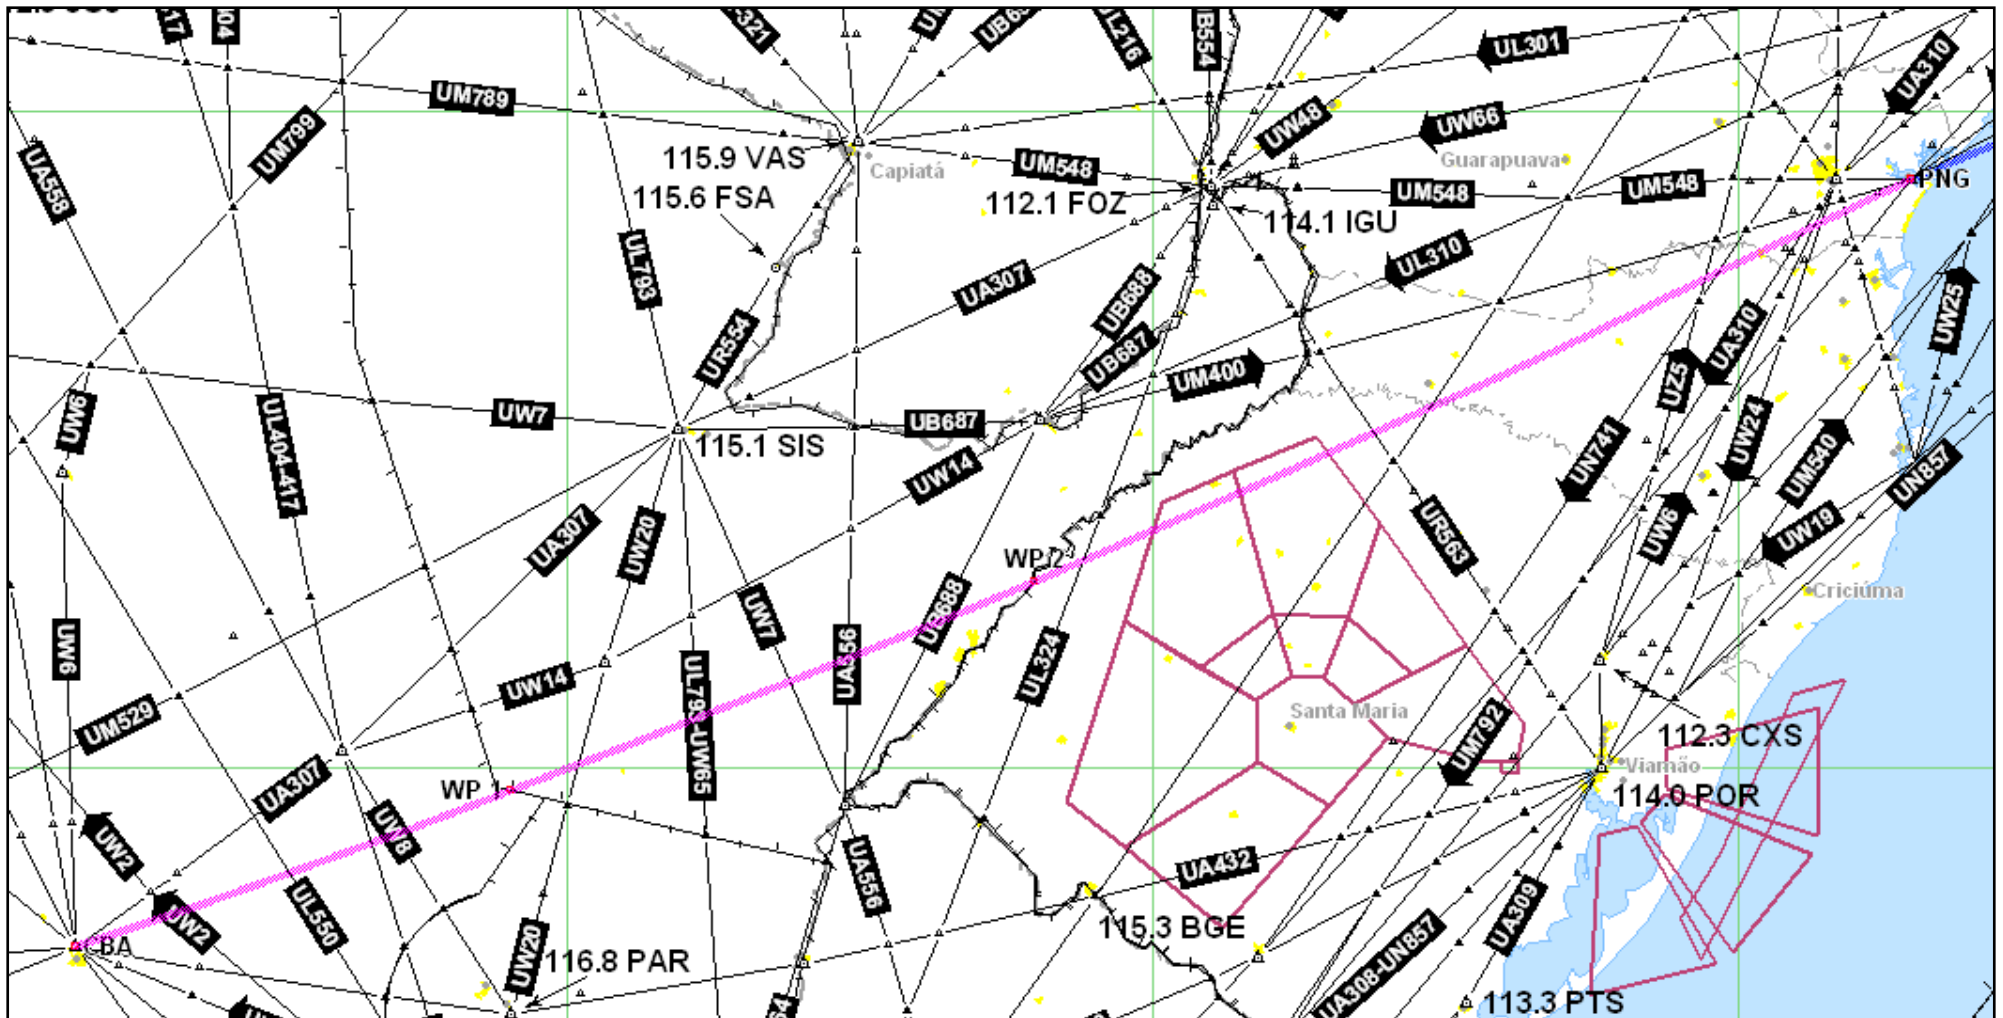 UL216
B554
UL301
UA310
UM789
UM799
UW48
UW66
UA558
115.9 VAS
Capiatá
UM548
Guarapuava
115.6 FSA
112.1 FOZ
UM548
UM548
PNG
114.1 IGU
UL793
UA307
UL310
UB688
UR554
UB687
UM400
UZ5
UA310
UW25
UW6
UW7
UB687
115.1 SIS
UL404-417
UW14
UN741
UW24
UM540
UN857
UA307
UW20
UR563
UW6
UW19
WP 2
UW7
UB688
Criciúma
UW6
UA556
UL324
UW14
UM529
UL793-UW65
Santa Maria
UM792
112.3 CXS
Viamão
UA307
WP 1
114.0 POR
UW2
UW8
UA432
UA556
UL550
UW2
UA309
CBA
115.3 BGE
UW20
116.8 PAR
UA308-UN857
113.3 PTS